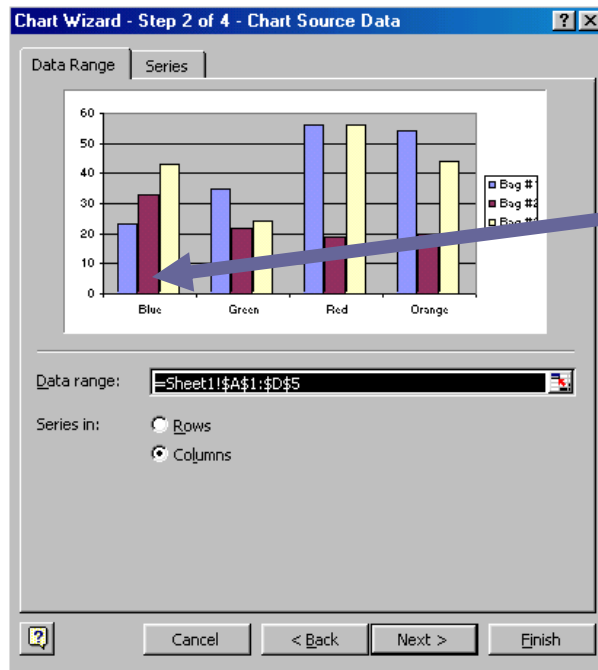 Chart Wizard - Step 2 of 4 - Chart Source Data
Data Range Series
60
50
40
30
20
10
0
Blue Green Red Orange
Bag #1
Bag #2
Bag
Data range: =Sheet1!$A$1:$D$5
Series in: Rows
Columns
Cancel < Back Next > Finish